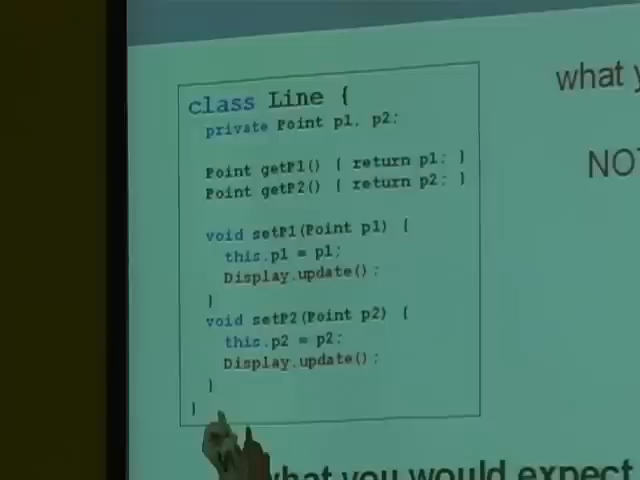 class Line {
private Point p1, p2;
Point getP1() { return p1; }
Point getP2() { return p2; }
void setP1(Point p1) {
this.p1 = p1;
Display.update();
}
void setP2(Point p2) {
this.p2 = p2;
Display.update();
}
}
what
what you would expect